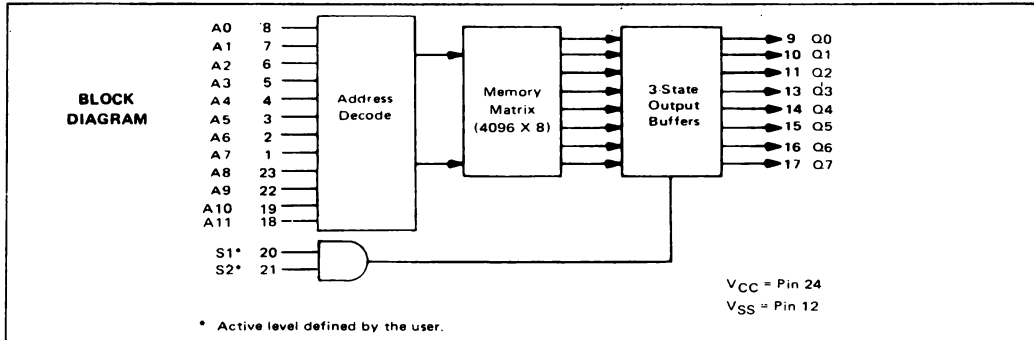 BLOCK
DIAGRAM
A0 8
A1 7
A2 6
A3 5
A4 4
A5 3
A6 2
A7 1
A8 23
A9 22
A10 19
A11 18
S1* 20
S2* 21
Address
Decode
Memory
Matrix
(4096 X 8)
3-State
Output
Buffers
9 Q0
10 Q1
11 Q2
13 Q3
14 Q4
15 Q5
16 Q6
17 Q7
VCC = Pin 24
VSS = Pin 12
* Active level defined by the user.